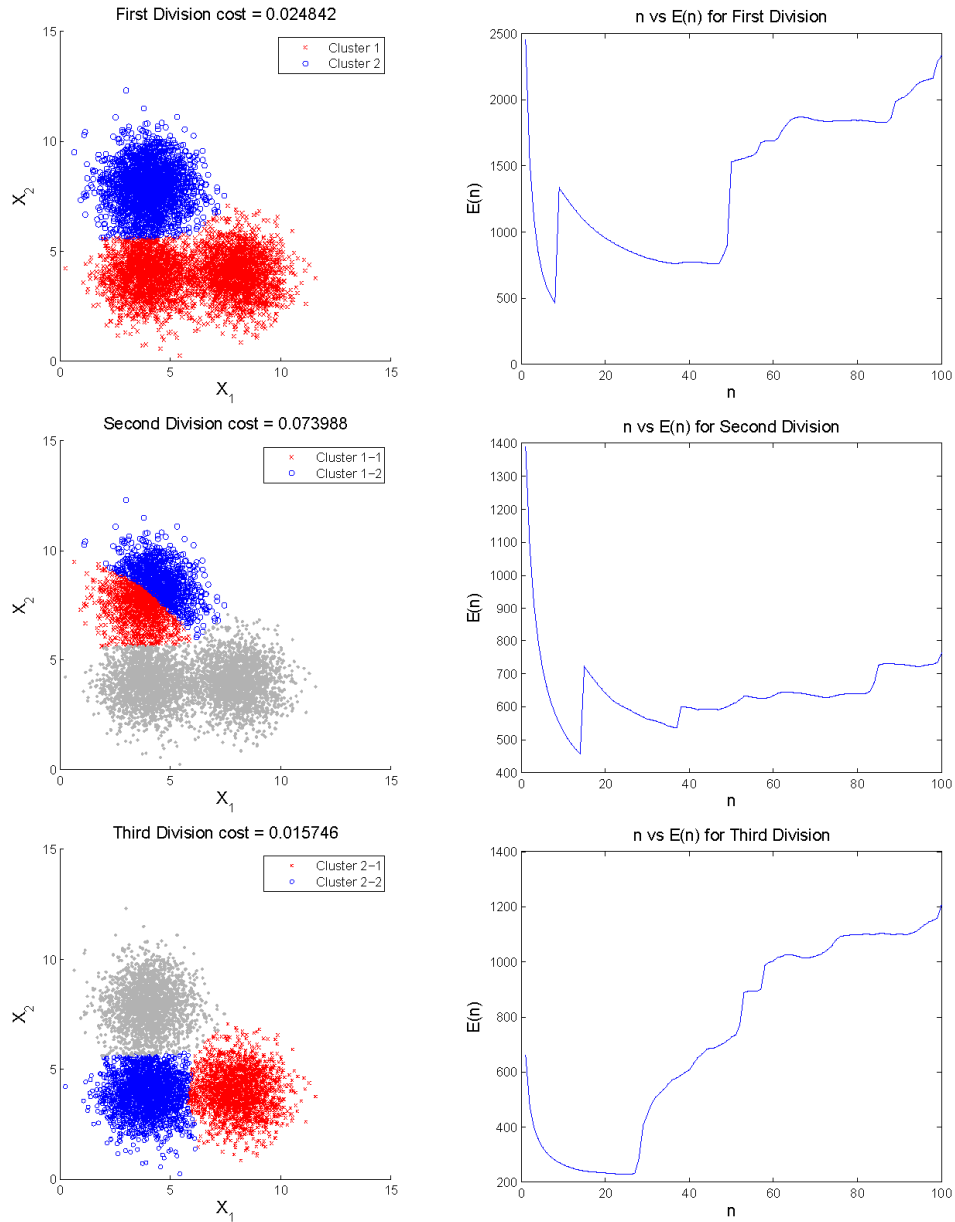 First Division cost = 0.024842
15
10
5
0
0
5
10
15
X2
X1
Cluster 1
Cluster 2
n vs E(n) for First Division
2500
2000
1500
1000
500
0
0
20
40
60
80
100
E(n)
n
Second Division cost = 0.073988
15
10
5
0
0
5
10
15
X2
X1
Cluster 1-1
Cluster 1-2
n vs E(n) for Second Division
1400
1300
1200
1100
1000
900
800
700
600
500
400
0
20
40
60
80
100
E(n)
n
Third Division cost = 0.015746
15
10
5
0
0
5
10
15
X2
X1
Cluster 2-1
Cluster 2-2
n vs E(n) for Third Division
1400
1200
1000
800
600
400
200
0
20
40
60
80
100
E(n)
n